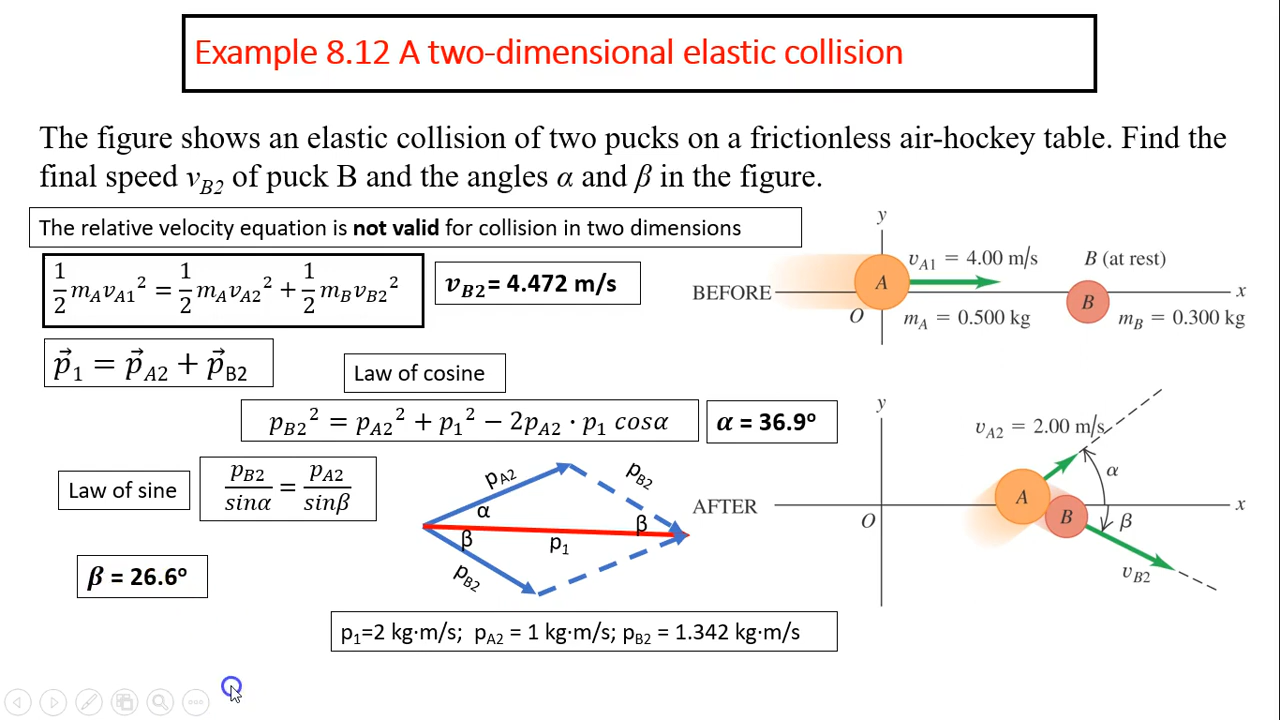 Example 8.12 A two-dimensional elastic collision
The figure shows an elastic collision of two pucks on a frictionless air-hockey table. Find the
final speed v_B2 of puck B and the angles α and β in the figure.
The relative velocity equation is not valid for collision in two dimensions
1/2 m_A v_A1² = 1/2 m_A v_A2² + 1/2 m_B v_B2²
v_B2= 4.472 m/s
p⃗_1 = p⃗_A2 + p⃗_B2
Law of cosine
p_B2² = p_A2² + p_1² − 2p_A2 · p_1 cosα
α = 36.9°
Law of sine
p_B2/sinα = p_A2/sinβ
β = 26.6°
p_A2
p_B2
α
β
β
p_1
p_B2
p_1=2 kg·m/s; p_A2 = 1 kg·m/s; p_B2 = 1.342 kg·m/s
y
v_A1 = 4.00 m/s
B (at rest)
BEFORE
A
B
x
O
m_A = 0.500 kg
m_B = 0.300 kg
y
v_A2 = 2.00 m/s
α
AFTER
A
B
x
O
β
v_B2